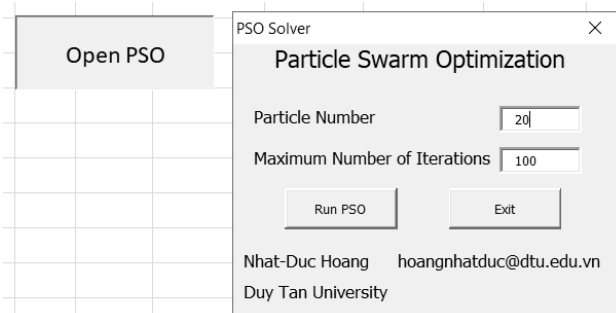 Open PSO
PSO Solver
Particle Swarm Optimization
Particle Number 20
Maximum Number of Iterations 100
Run PSO Exit
Nhat-Duc Hoang hoangnhatduc@dtu.edu.vn
Duy Tan University